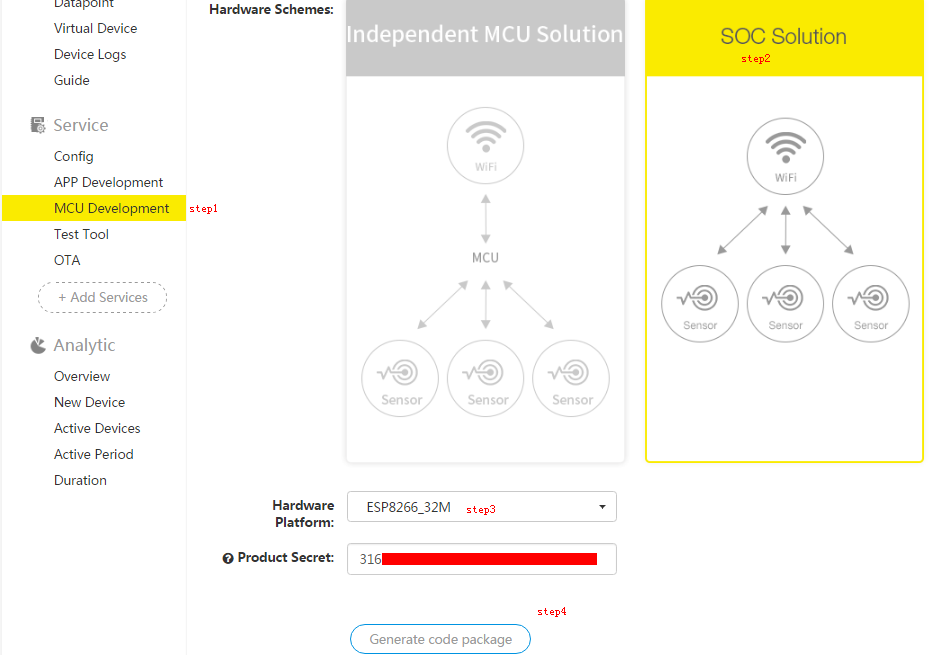 Datapoint
Virtual Device
Device Logs
Guide
Service
Config
APP Development
MCU Development step1
Test Tool
OTA
+ Add Services
Analytic
Overview
New Device
Active Devices
Active Period
Duration
Hardware Schemes:
Independent MCU Solution
WiFi
MCU
Sensor Sensor Sensor
SOC Solution
step2
WiFi
Sensor Sensor Sensor
Hardware
Platform:
ESP8266_32M step3
Product Secret: 316
step4
Generate code package